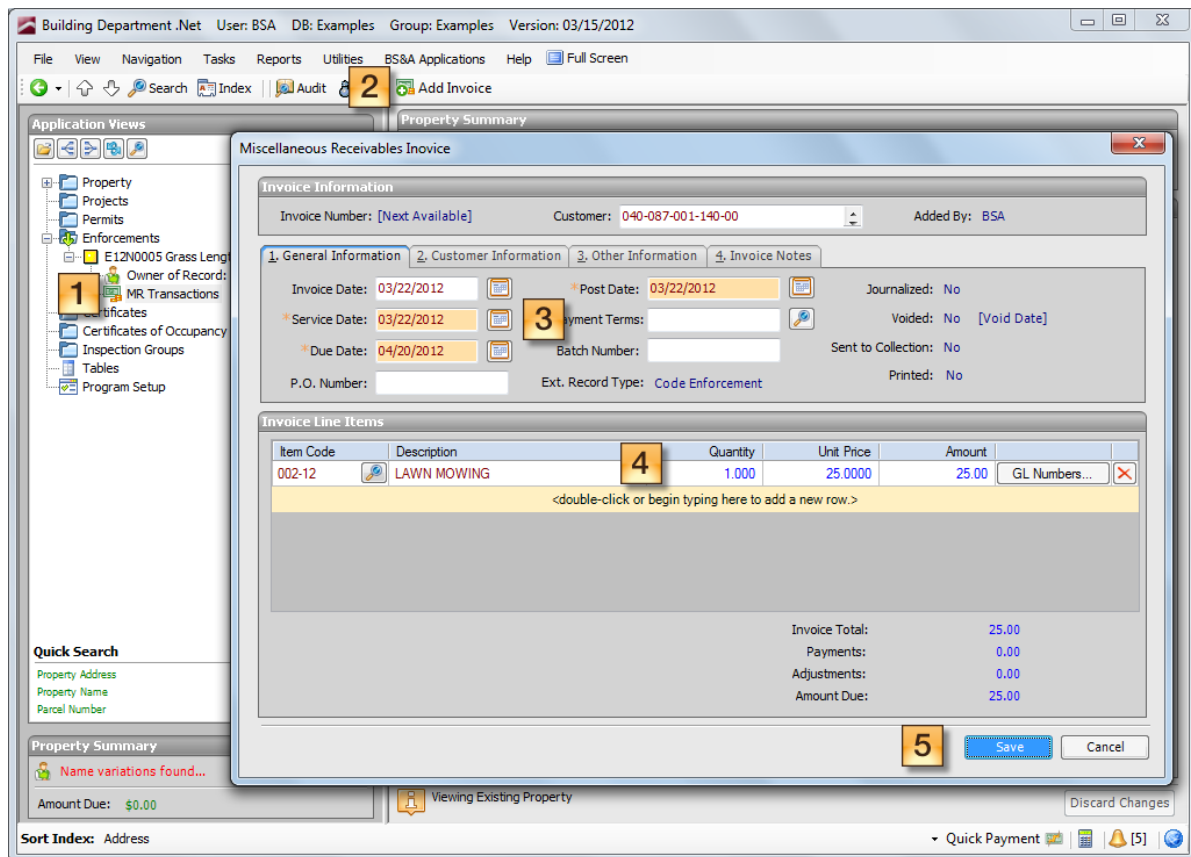 Building Department .Net User: BSA DB: Examples Group: Examples Version: 03/15/2012
File View Navigation Tasks Reports Utilities BS&A Applications Help Full Screen
Search Index Audit 2 Add Invoice
Application Views
Property Summary
Property
Projects
Permits
Enforcements
E12N0005 Grass Lengt
Owner of Record:
1 MR Transactions
Certificates
Certificates of Occupancy
Inspection Groups
Tables
Program Setup
Quick Search
Property Address
Property Name
Parcel Number
Property Summary
Name variations found...
Amount Due: $0.00
Miscellaneous Receivables Inovice
Invoice Information
Invoice Number: [Next Available] Customer: 040-087-001-140-00 Added By: BSA
1. General Information 2. Customer Information 3. Other Information 4. Invoice Notes
Invoice Date: 03/22/2012 *Post Date: 03/22/2012 Journalized: No
*Service Date: 03/22/2012 3 ayment Terms: Voided: No [Void Date]
*Due Date: 04/20/2012 Batch Number: Sent to Collection: No
P.O. Number: Ext. Record Type: Code Enforcement Printed: No
Invoice Line Items
Item Code Description Quantity Unit Price Amount
002-12 LAWN MOWING 4 1.000 25.0000 25.00 GL Numbers...
<double-click or begin typing here to add a new row.>
Invoice Total: 25.00
Payments: 0.00
Adjustments: 0.00
Amount Due: 25.00
5 Save Cancel
Viewing Existing Property Discard Changes
Sort Index: Address Quick Payment [5]